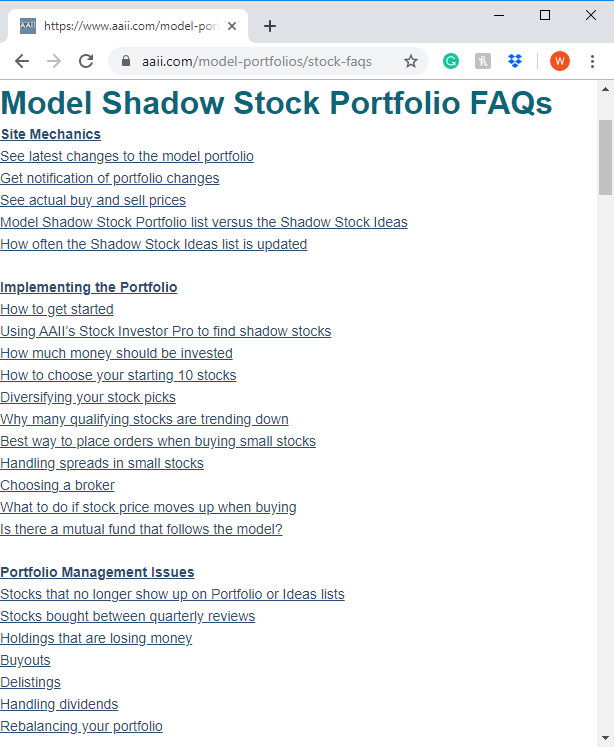 AAII
https://www.aaii.com/model-por
aaii.com/model-portfolios/stock-faqs
W
Model Shadow Stock Portfolio FAQs
Site Mechanics
See latest changes to the model portfolio
Get notification of portfolio changes
See actual buy and sell prices
Model Shadow Stock Portfolio list versus the Shadow Stock Ideas
How often the Shadow Stock Ideas list is updated
Implementing the Portfolio
How to get started
Using AAII's Stock Investor Pro to find shadow stocks
How much money should be invested
How to choose your starting 10 stocks
Diversifying your stock picks
Why many qualifying stocks are trending down
Best way to place orders when buying small stocks
Handling spreads in small stocks
Choosing a broker
What to do if stock price moves up when buying
Is there a mutual fund that follows the model?
Portfolio Management Issues
Stocks that no longer show up on Portfolio or Ideas lists
Stocks bought between quarterly reviews
Holdings that are losing money
Buyouts
Delistings
Handling dividends
Rebalancing your portfolio